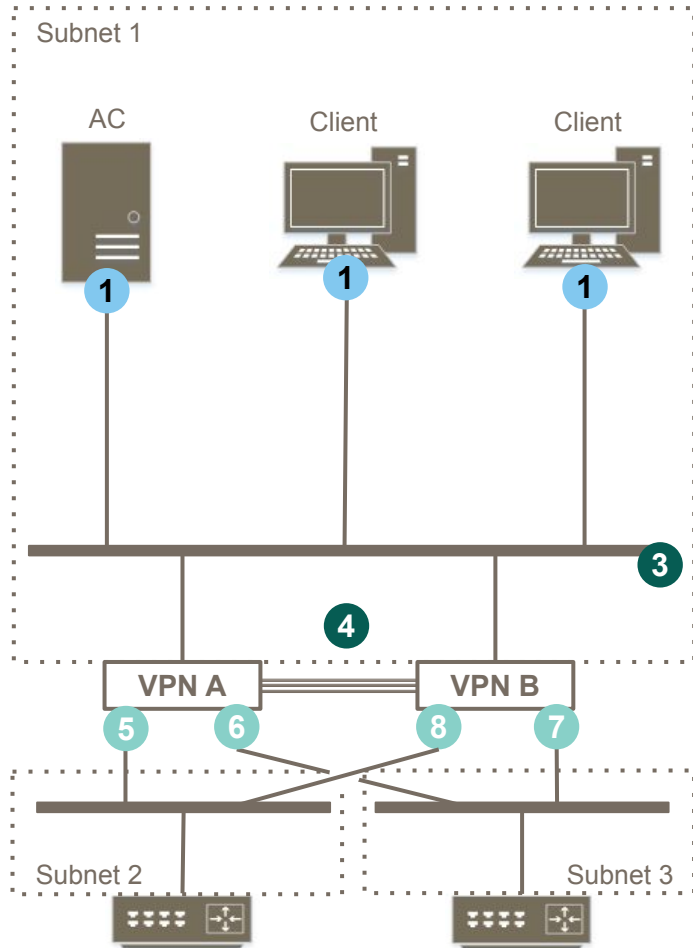 Subnet 1
AC
Client
Client
1
1
1
3
4
VPN A
VPN B
5
6
8
7
Subnet 2
Subnet 3